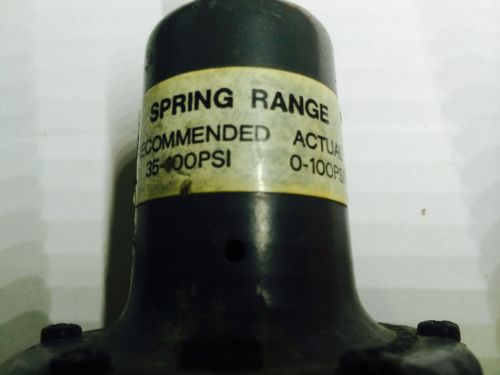 SPRING RANGE
ECOMMENDED ACTUAL
35-100PSI 0-100PS